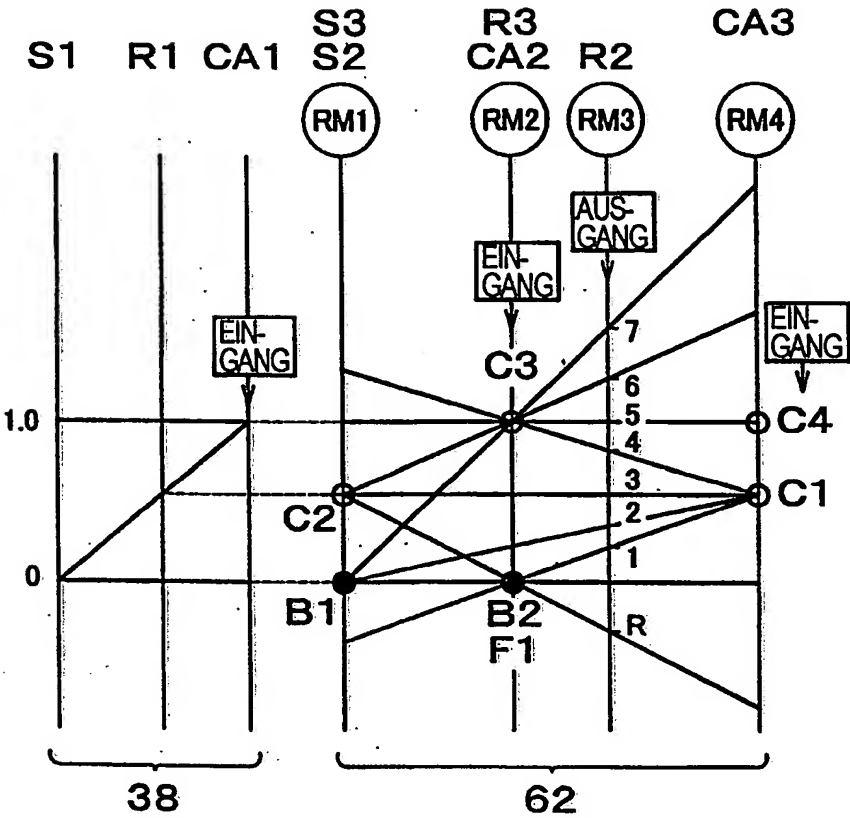 S3 R3 CA3
S1 R1 CA1 S2 CA2 R2
RM1 RM2 RM3 RM4
AUS-
GANG
EIN-
GANG
EIN-
GANG
EIN-
GANG
7
C3
6
1.0
5
C4
4
3
C1
C2
2
1
0
B1
B2
R
F1
38
62